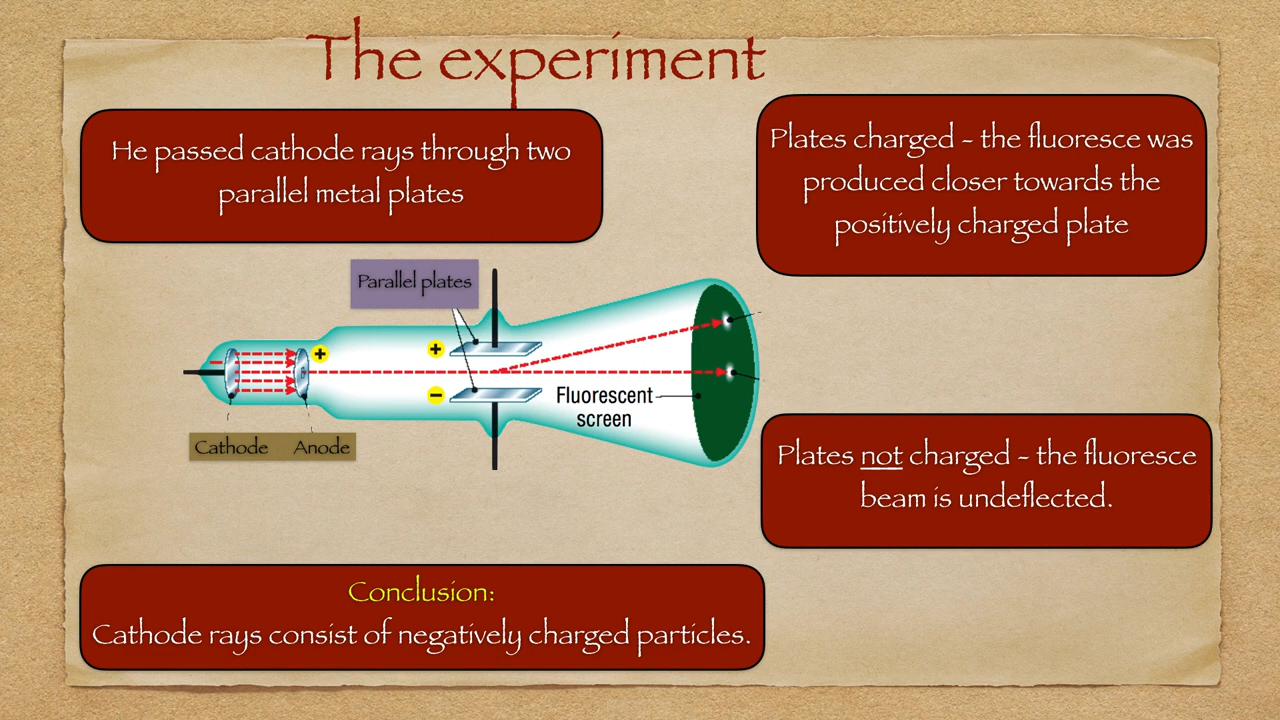 The experiment
He passed cathode rays through two
parallel metal plates
Plates charged - the fluoresce was
produced closer towards the
positively charged plate
Parallel plates
+
+
−
Fluorescent
screen
Cathode
Anode
Plates not charged - the fluoresce
beam is undeflected.
Conclusion:
Cathode rays consist of negatively charged particles.